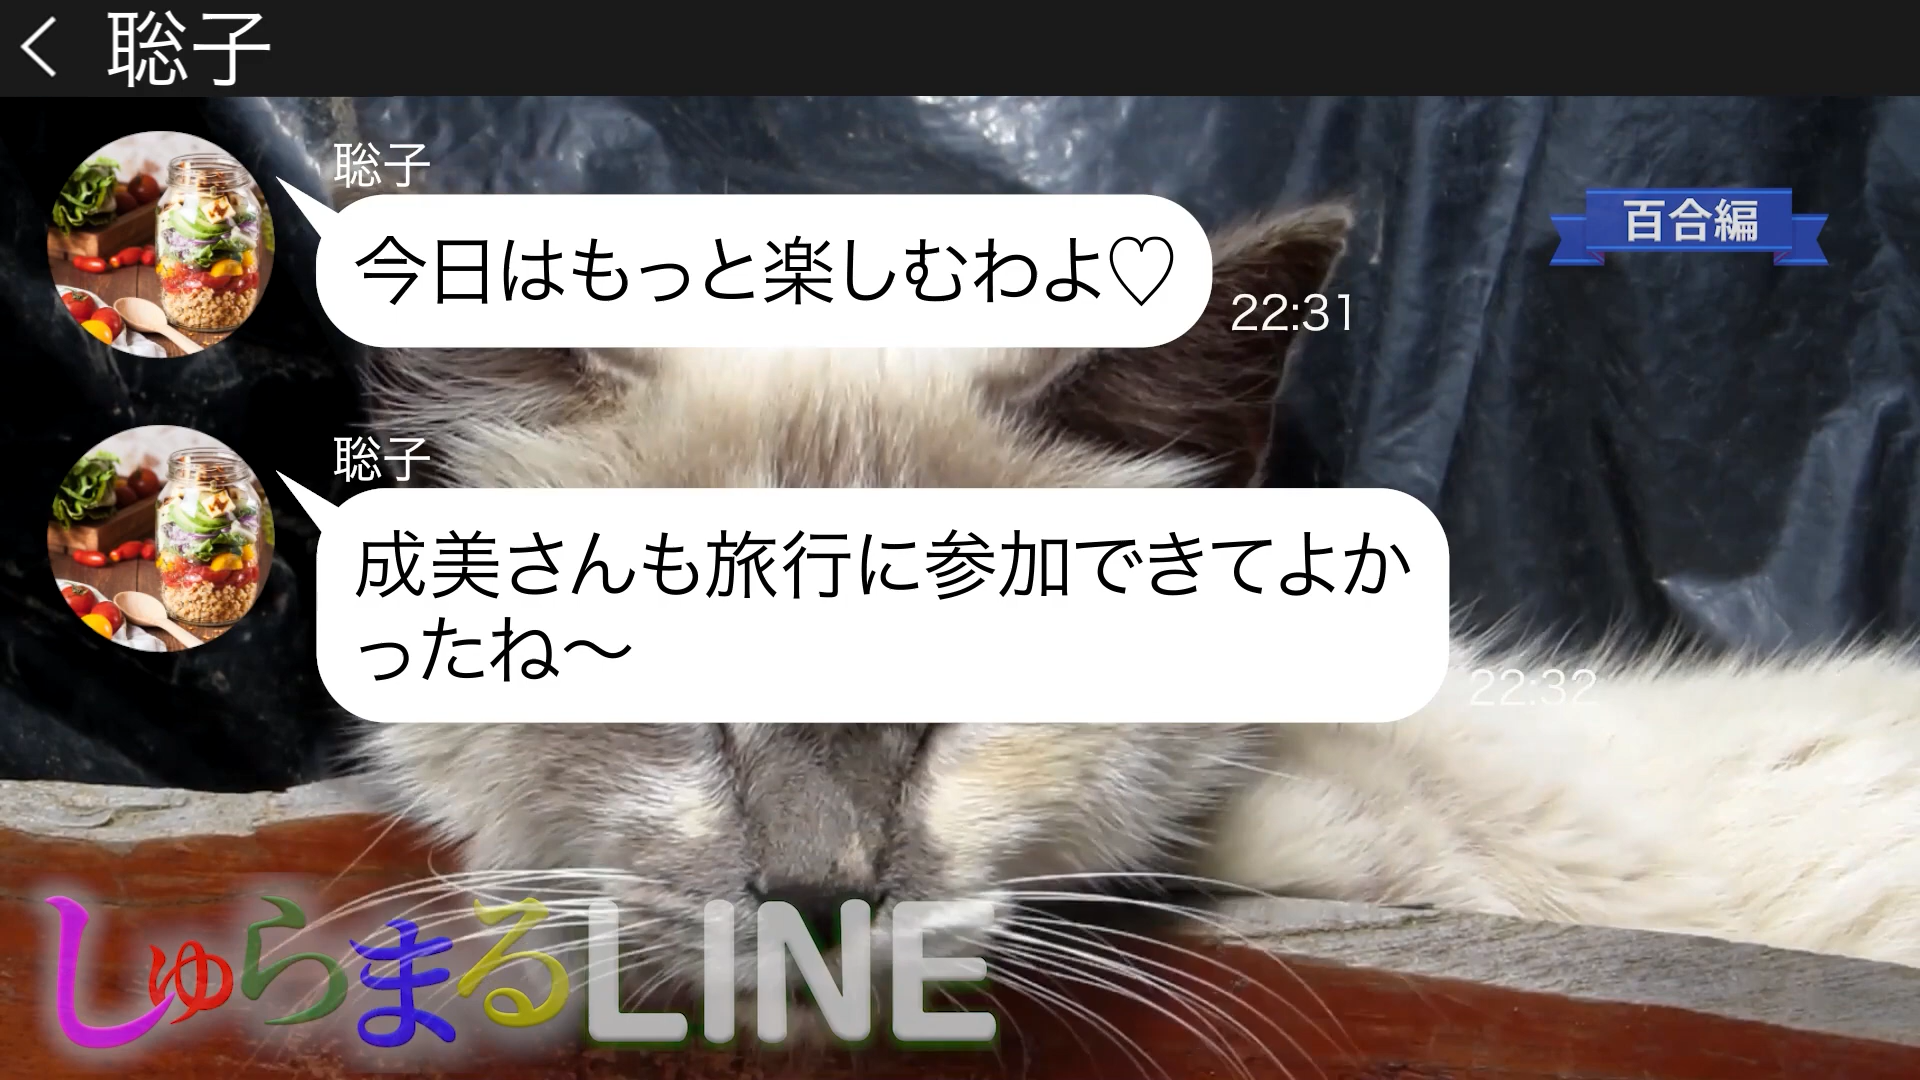 聡子
聡子
今日はもっと楽しむわよ♡
22:31
百合編
聡子
成美さんも旅行に参加できてよか
ったね～
22:32
しゅらまるLINE